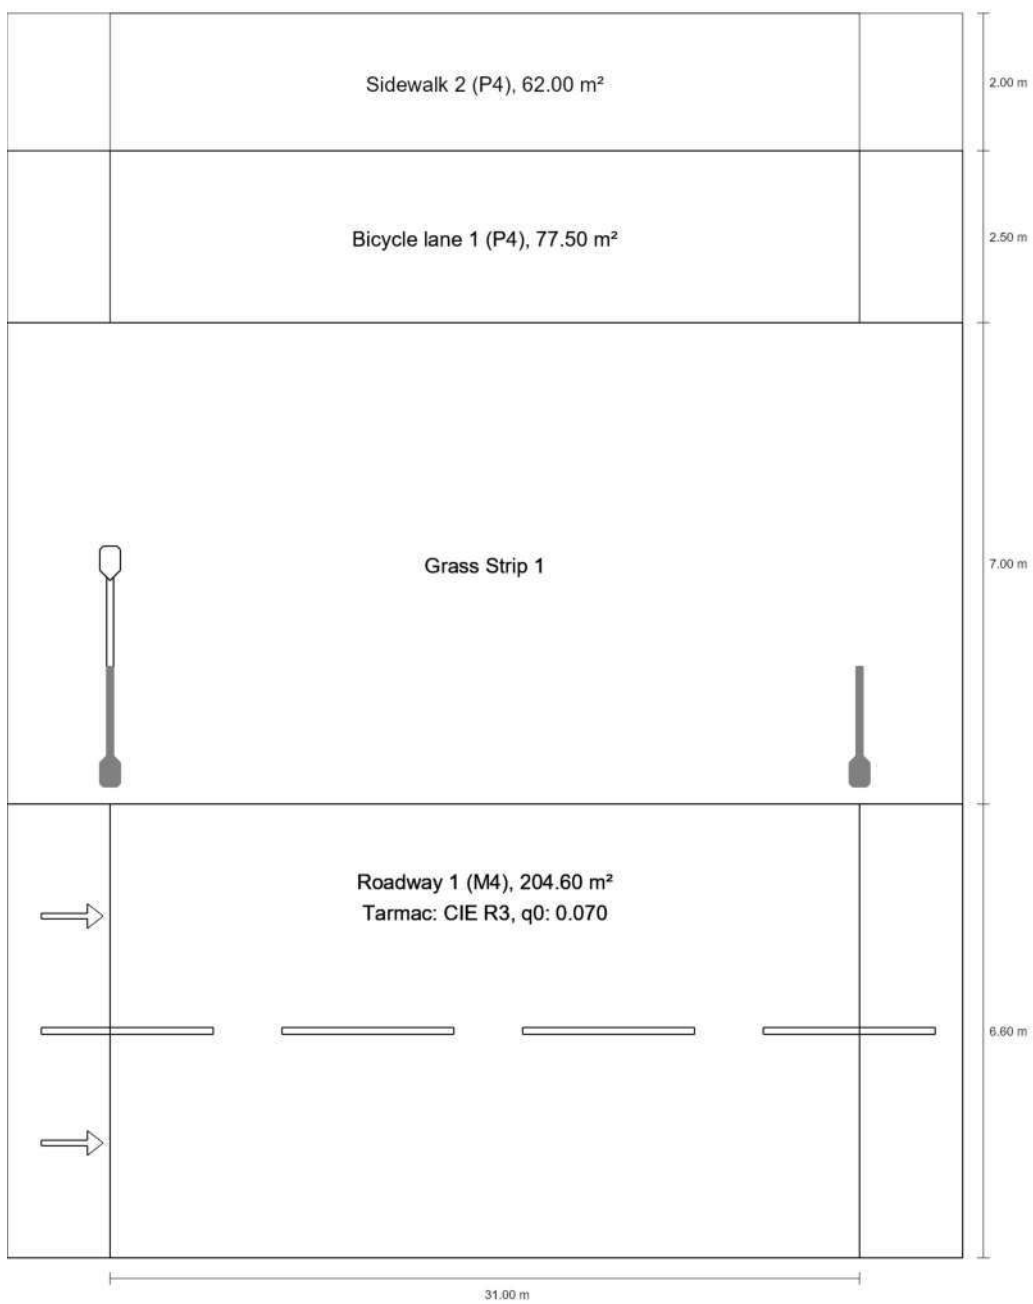 Sidewalk 2 (P4), 62.00 m²
2.00 m
Bicycle lane 1 (P4), 77.50 m²
2.50 m
Grass Strip 1
7.00 m
Roadway 1 (M4), 204.60 m²
Tarmac: CIE R3, q0: 0.070
6.60 m
31.00 m